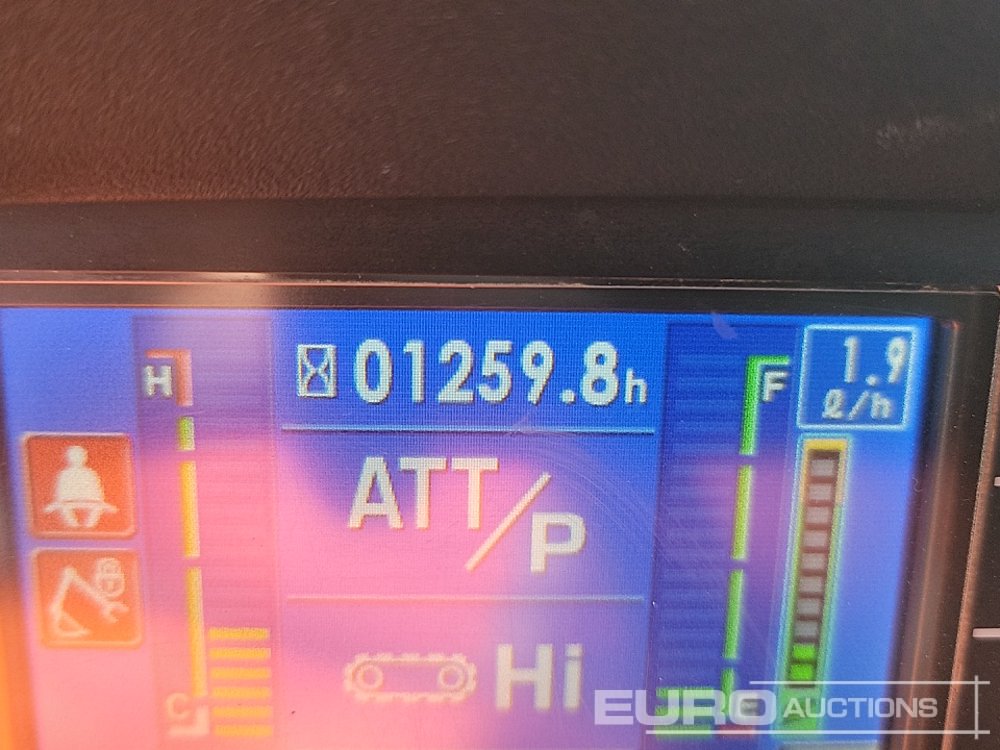 H
01259.8h
F
1.9
ℓ/h
ATT/P
Hi
C
E
EURO AUCTIONS